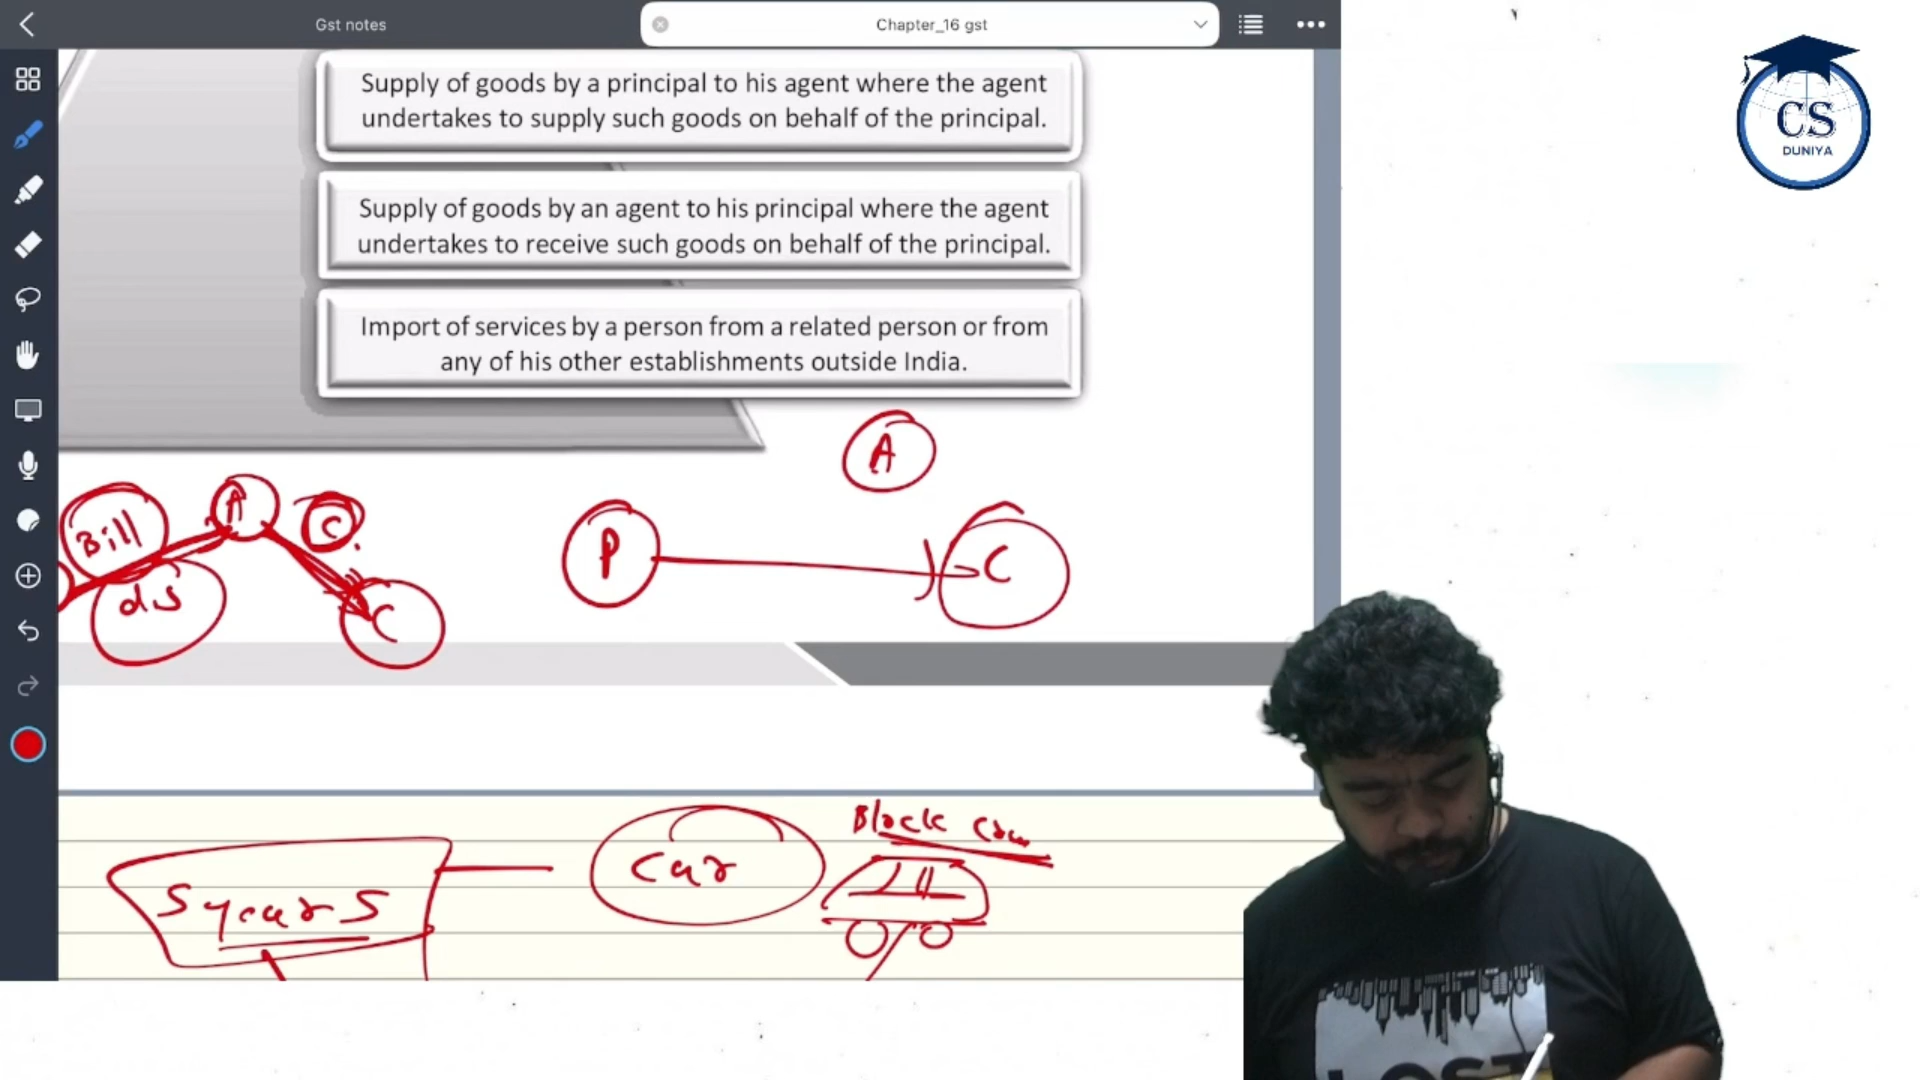 Gst notes
Chapter_16 gst
Supply of goods by a principal to his agent where the agent
undertakes to supply such goods on behalf of the principal.
Supply of goods by an agent to his principal where the agent
undertakes to receive such goods on behalf of the principal.
Import of services by a person from a related person or from
any of his other establishments outside India.
CS
DUNIYA
A
Bill
A
C
P
C
dis
C
Block
Car
5 years
LOST